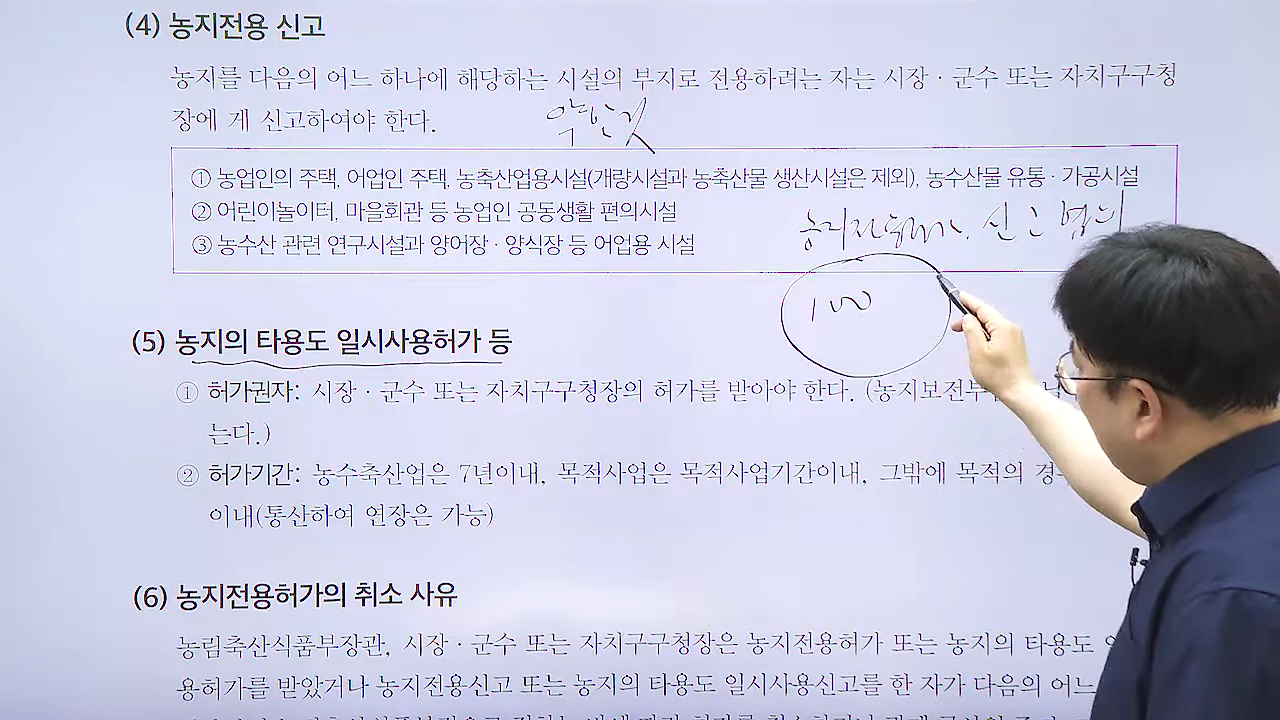 (4) 농지전용 신고
농지를 다음의 어느 하나에 해당하는 시설의 부지로 전용하려는 자는 시장 · 군수 또는 자치구구청
장에 게 신고하여야 한다.
약한 것
① 농업인의 주택, 어업인 주택, 농축산업용시설(개량시설과 농축산물 생산시설은 제외), 농수산물 유통 · 가공시설
② 어린이놀이터, 마을회관 등 농업인 공동생활 편의시설
농지전용허가, 신고 협의
③ 농수산 관련 연구시설과 양어장 · 양식장 등 어업용 시설
100
(5) 농지의 타용도 일시사용허가 등
① 허가권자: 시장 · 군수 또는 자치구구청장의 허가를 받아야 한다. (농지보전부
는다.)
② 허가기간: 농수축산업은 7년이내, 목적사업은 목적사업기간이내, 그밖에 목적의
이내(통산하여 연장은 가능)
(6) 농지전용허가의 취소 사유
농림축산식품부장관, 시장 · 군수 또는 자치구구청장은 농지전용허가 또는 농지의 타용도
용허가를 받았거나 농지전용신고 또는 농지의 타용도 일시사용신고를 한 자가 다음의 어느